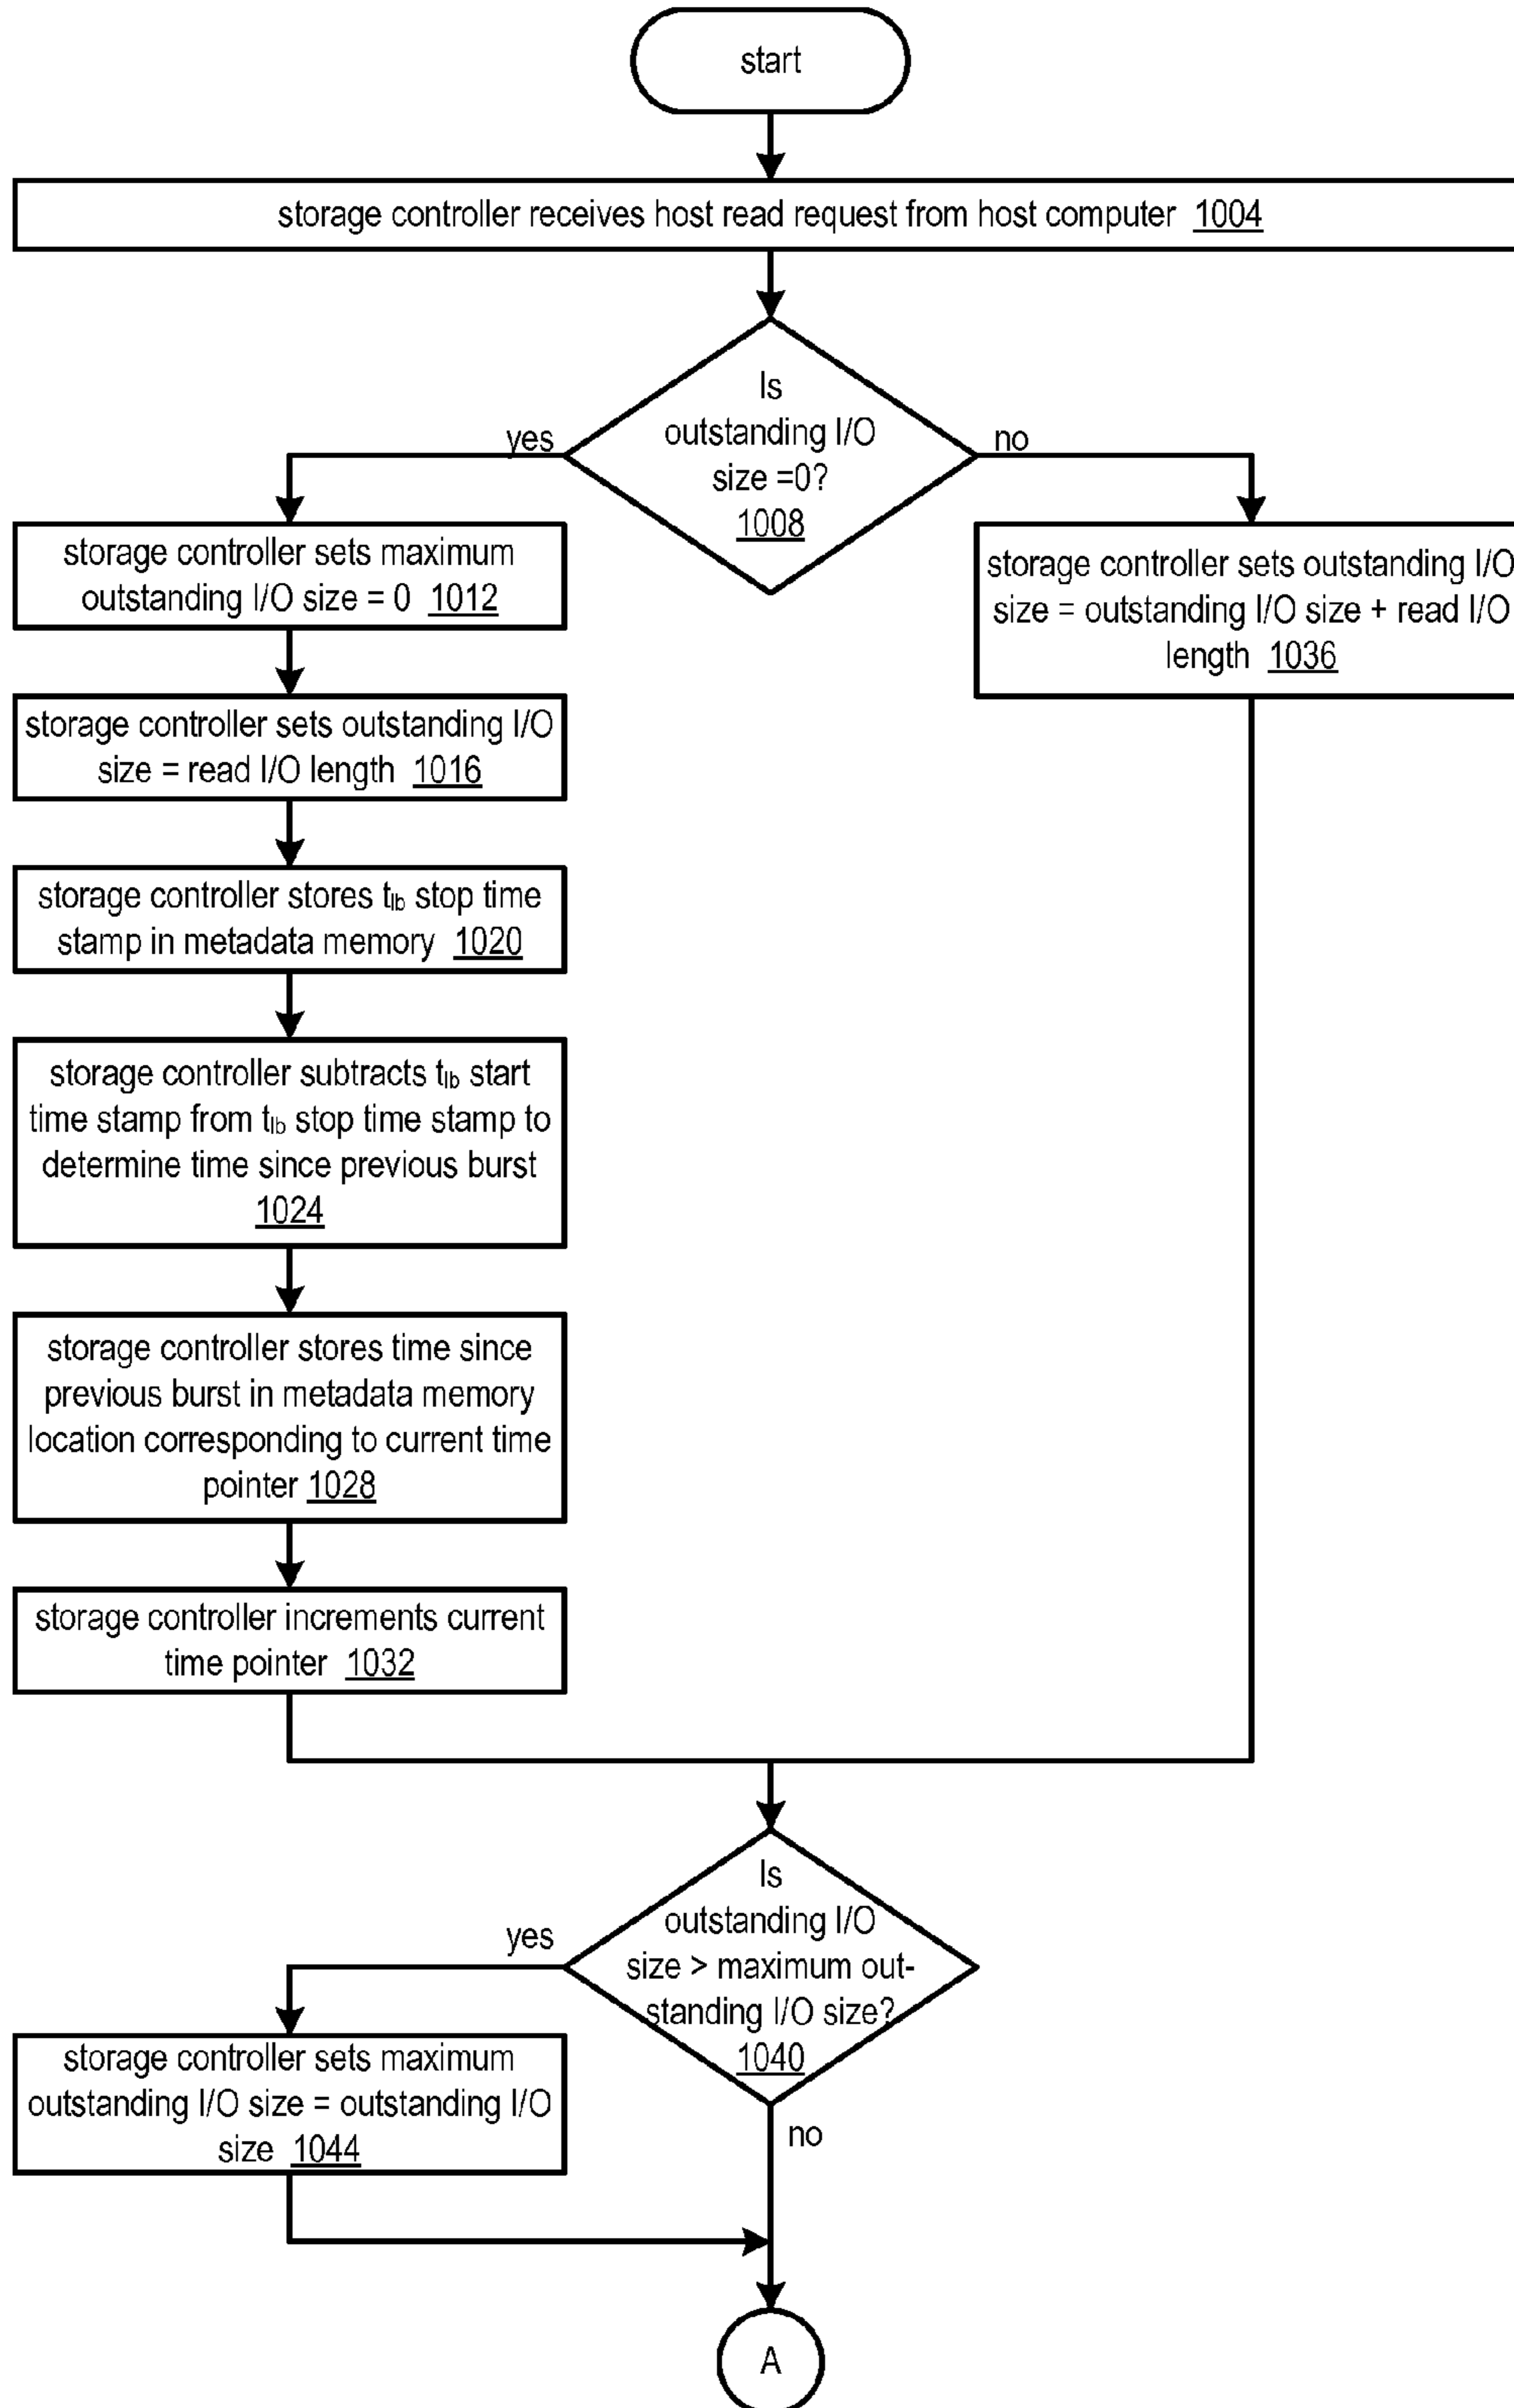 start
storage controller receives host read request from host computer 1004
Is
outstanding I/O
size =0?
1008
yes
no
storage controller sets maximum
outstanding I/O size = 0 1012
storage controller sets outstanding I/O
size = outstanding I/O size + read I/O
length 1036
storage controller sets outstanding I/O
size = read I/O length 1016
storage controller stores tlb stop time
stamp in metadata memory 1020
storage controller subtracts tlb start
time stamp from tlb stop time stamp to
determine time since previous burst
1024
storage controller stores time since
previous burst in metadata memory
location corresponding to current time
pointer 1028
storage controller increments current
time pointer 1032
Is
outstanding I/O
size > maximum out-
standing I/O size?
1040
yes
no
storage controller sets maximum
outstanding I/O size = outstanding I/O
size 1044
A